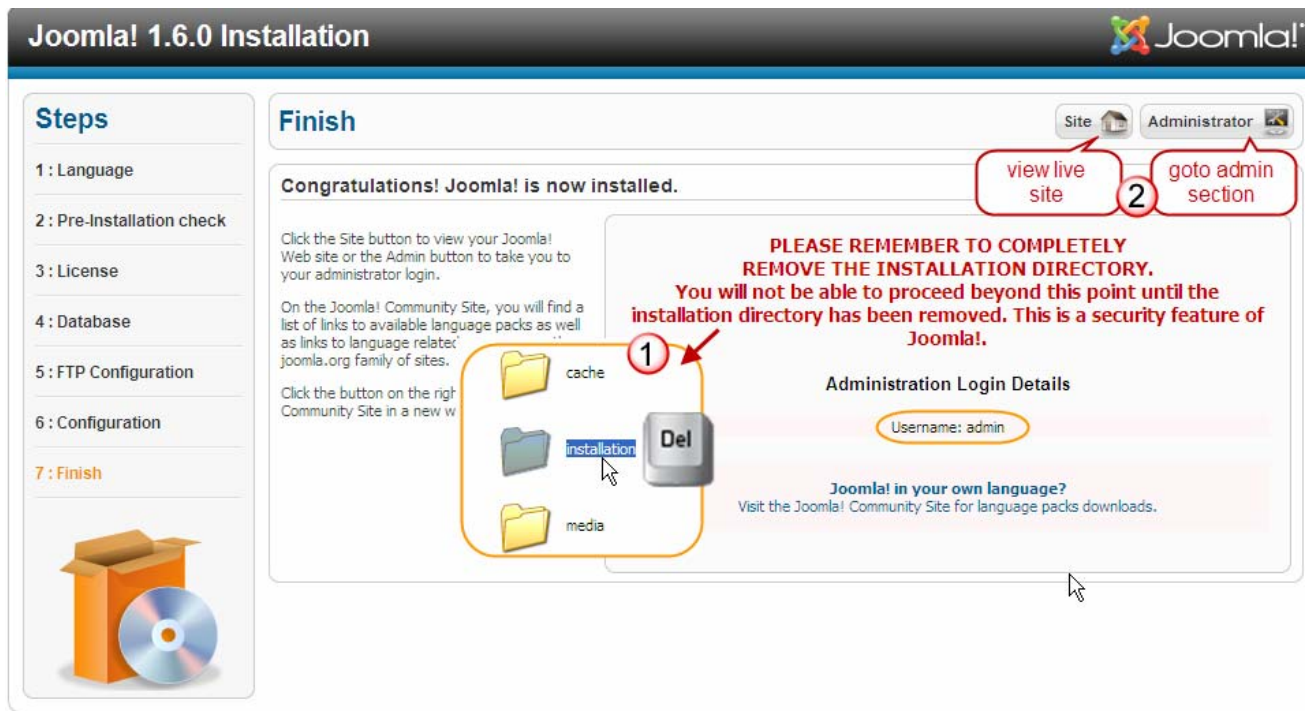 Joomla! 1.6.0 Installation
Joomla!
Steps
1 : Language
2 : Pre-Installation check
3 : License
4 : Database
5 : FTP Configuration
6 : Configuration
7 : Finish
Finish
Site
Administrator
view live
site
2
goto admin
section
Congratulations! Joomla! is now installed.
Click the Site button to view your Joomla!
Web site or the Admin button to take you to
your administrator login.
On the Joomla! Community Site, you will find a
list of links to available language packs as well
as links to language related
joomla.org family of sites.
Click the button on the
Community Site in a new
PLEASE REMEMBER TO COMPLETELY
REMOVE THE INSTALLATION DIRECTORY.
You will not be able to proceed beyond this point until the
installation directory has been removed. This is a security feature of
Joomla!.
1
cache
installation
Del
media
Administration Login Details
Username: admin
Joomla! in your own language?
Visit the Joomla! Community Site for language packs downloads.